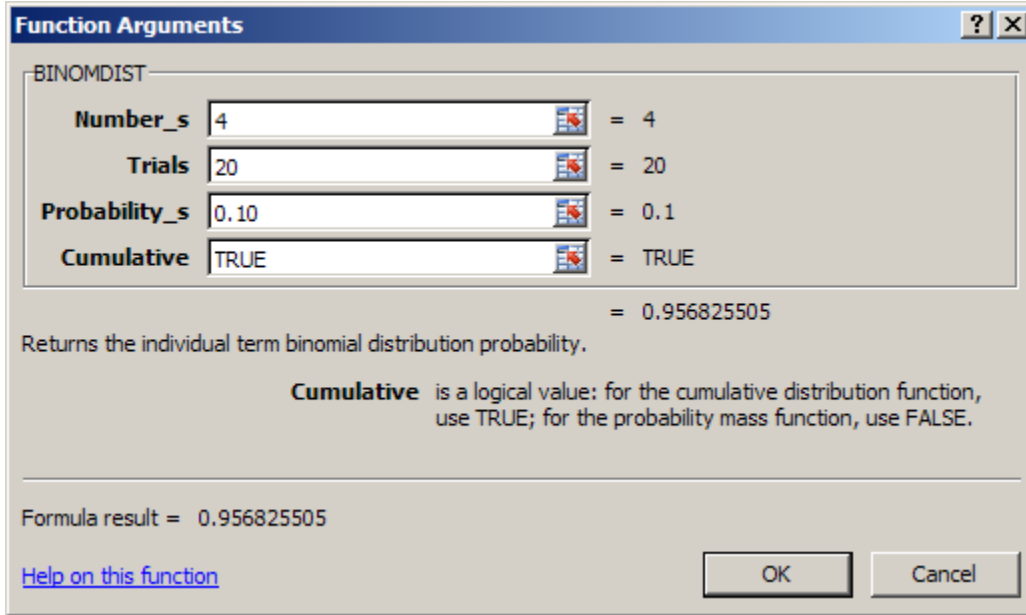 Function Arguments ? X
BINOMDIST
Number_s 4 = 4
Trials 20 = 20
Probability_s 0.10 = 0.1
Cumulative TRUE = TRUE
= 0.956825505
Returns the individual term binomial distribution probability.
Cumulative is a logical value: for the cumulative distribution function,
use TRUE; for the probability mass function, use FALSE.
Formula result = 0.956825505
Help on this function OK Cancel